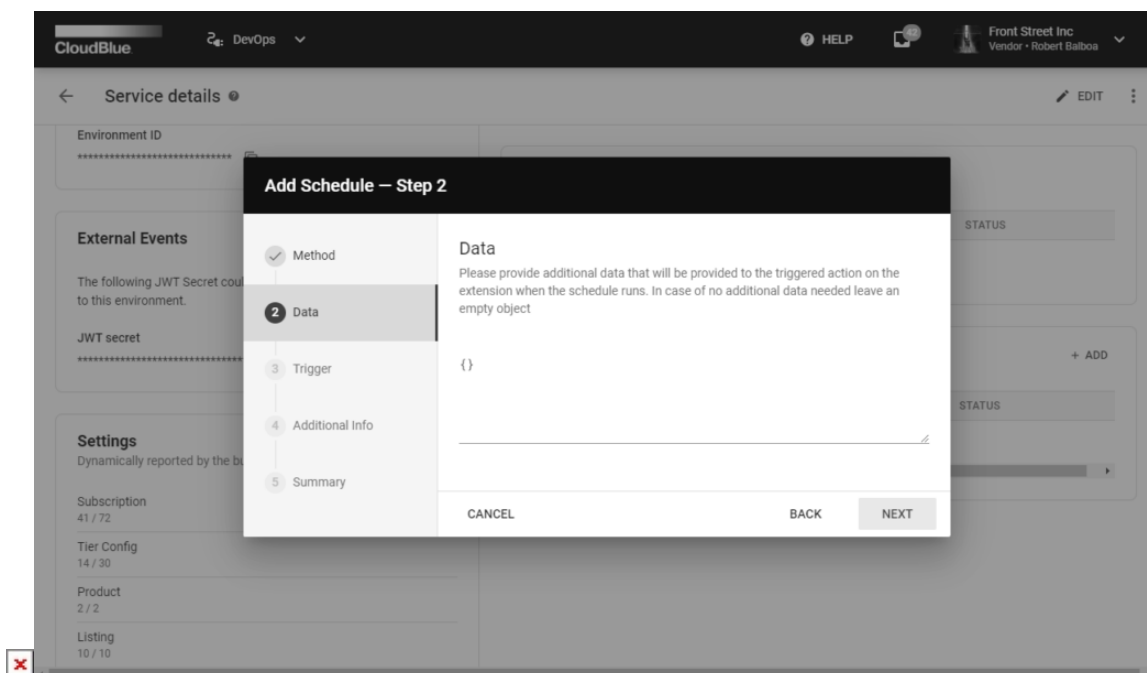 CloudBlue
DevOps
HELP
42
Front Street Inc
Vendor • Robert Balboa
Service details
EDIT
Environment ID
*****************************
Add Schedule — Step 2
External Events
The following JWT Secret coul
to this environment.
JWT secret
*******************************
Settings
Dynamically reported by the bu
Subscription
41 / 72
Tier Config
14 / 30
Product
2 / 2
Listing
10 / 10
Method
2 Data
3 Trigger
4 Additional Info
5 Summary
Data
Please provide additional data that will be provided to the triggered action on the
extension when the schedule runs. In case of no additional data needed leave an
empty object
{}
CANCEL
BACK
NEXT
STATUS
+ ADD
STATUS